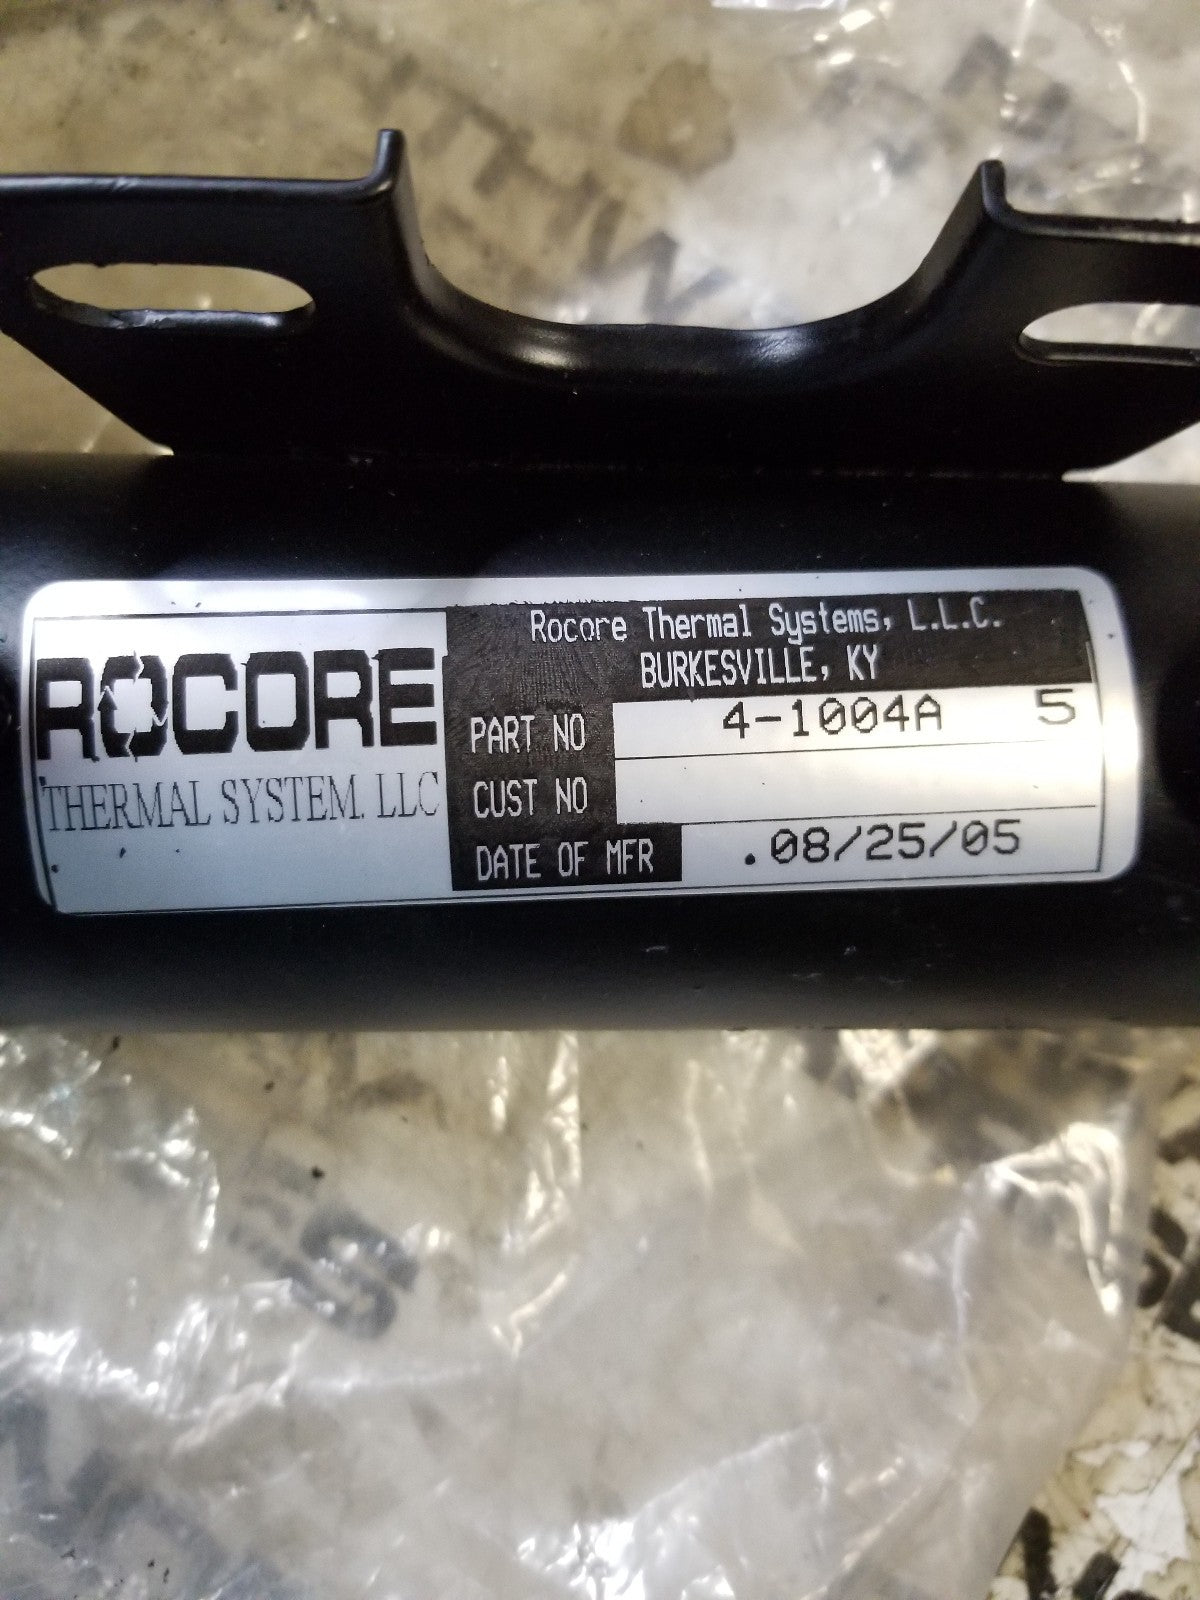 ROCORE
THERMAL SYSTEM. LLC
Rocore Thermal Systems, L.L.C.
BURKESVILLE, KY
PART NO 4-1004A 5
CUST NO
DATE OF MFR .08/25/05